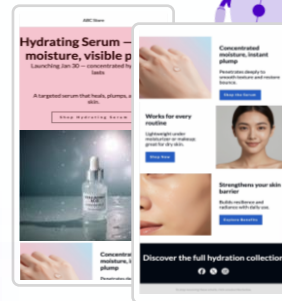 ABC Store
Hydrating Serum —
moisture, visible p
Launching Jan 30 — concentrated hy
lasts
A targeted serum that heals, plumps, a
skin.
Shop Hydrating Serum
Concentra
moisture, i
plump
Concentrated
moisture, instant
plump
Penetrates deeply to
smooth texture and restore
bounce.
Shop the Serum
Works for every
routine
Lightweight under
moisturizer or makeup,
great for dry skin.
Shop Now
Strengthens your skin
barrier
Builds resilience and
radiance with daily use.
Explore Benefits
Discover the full hydration collection